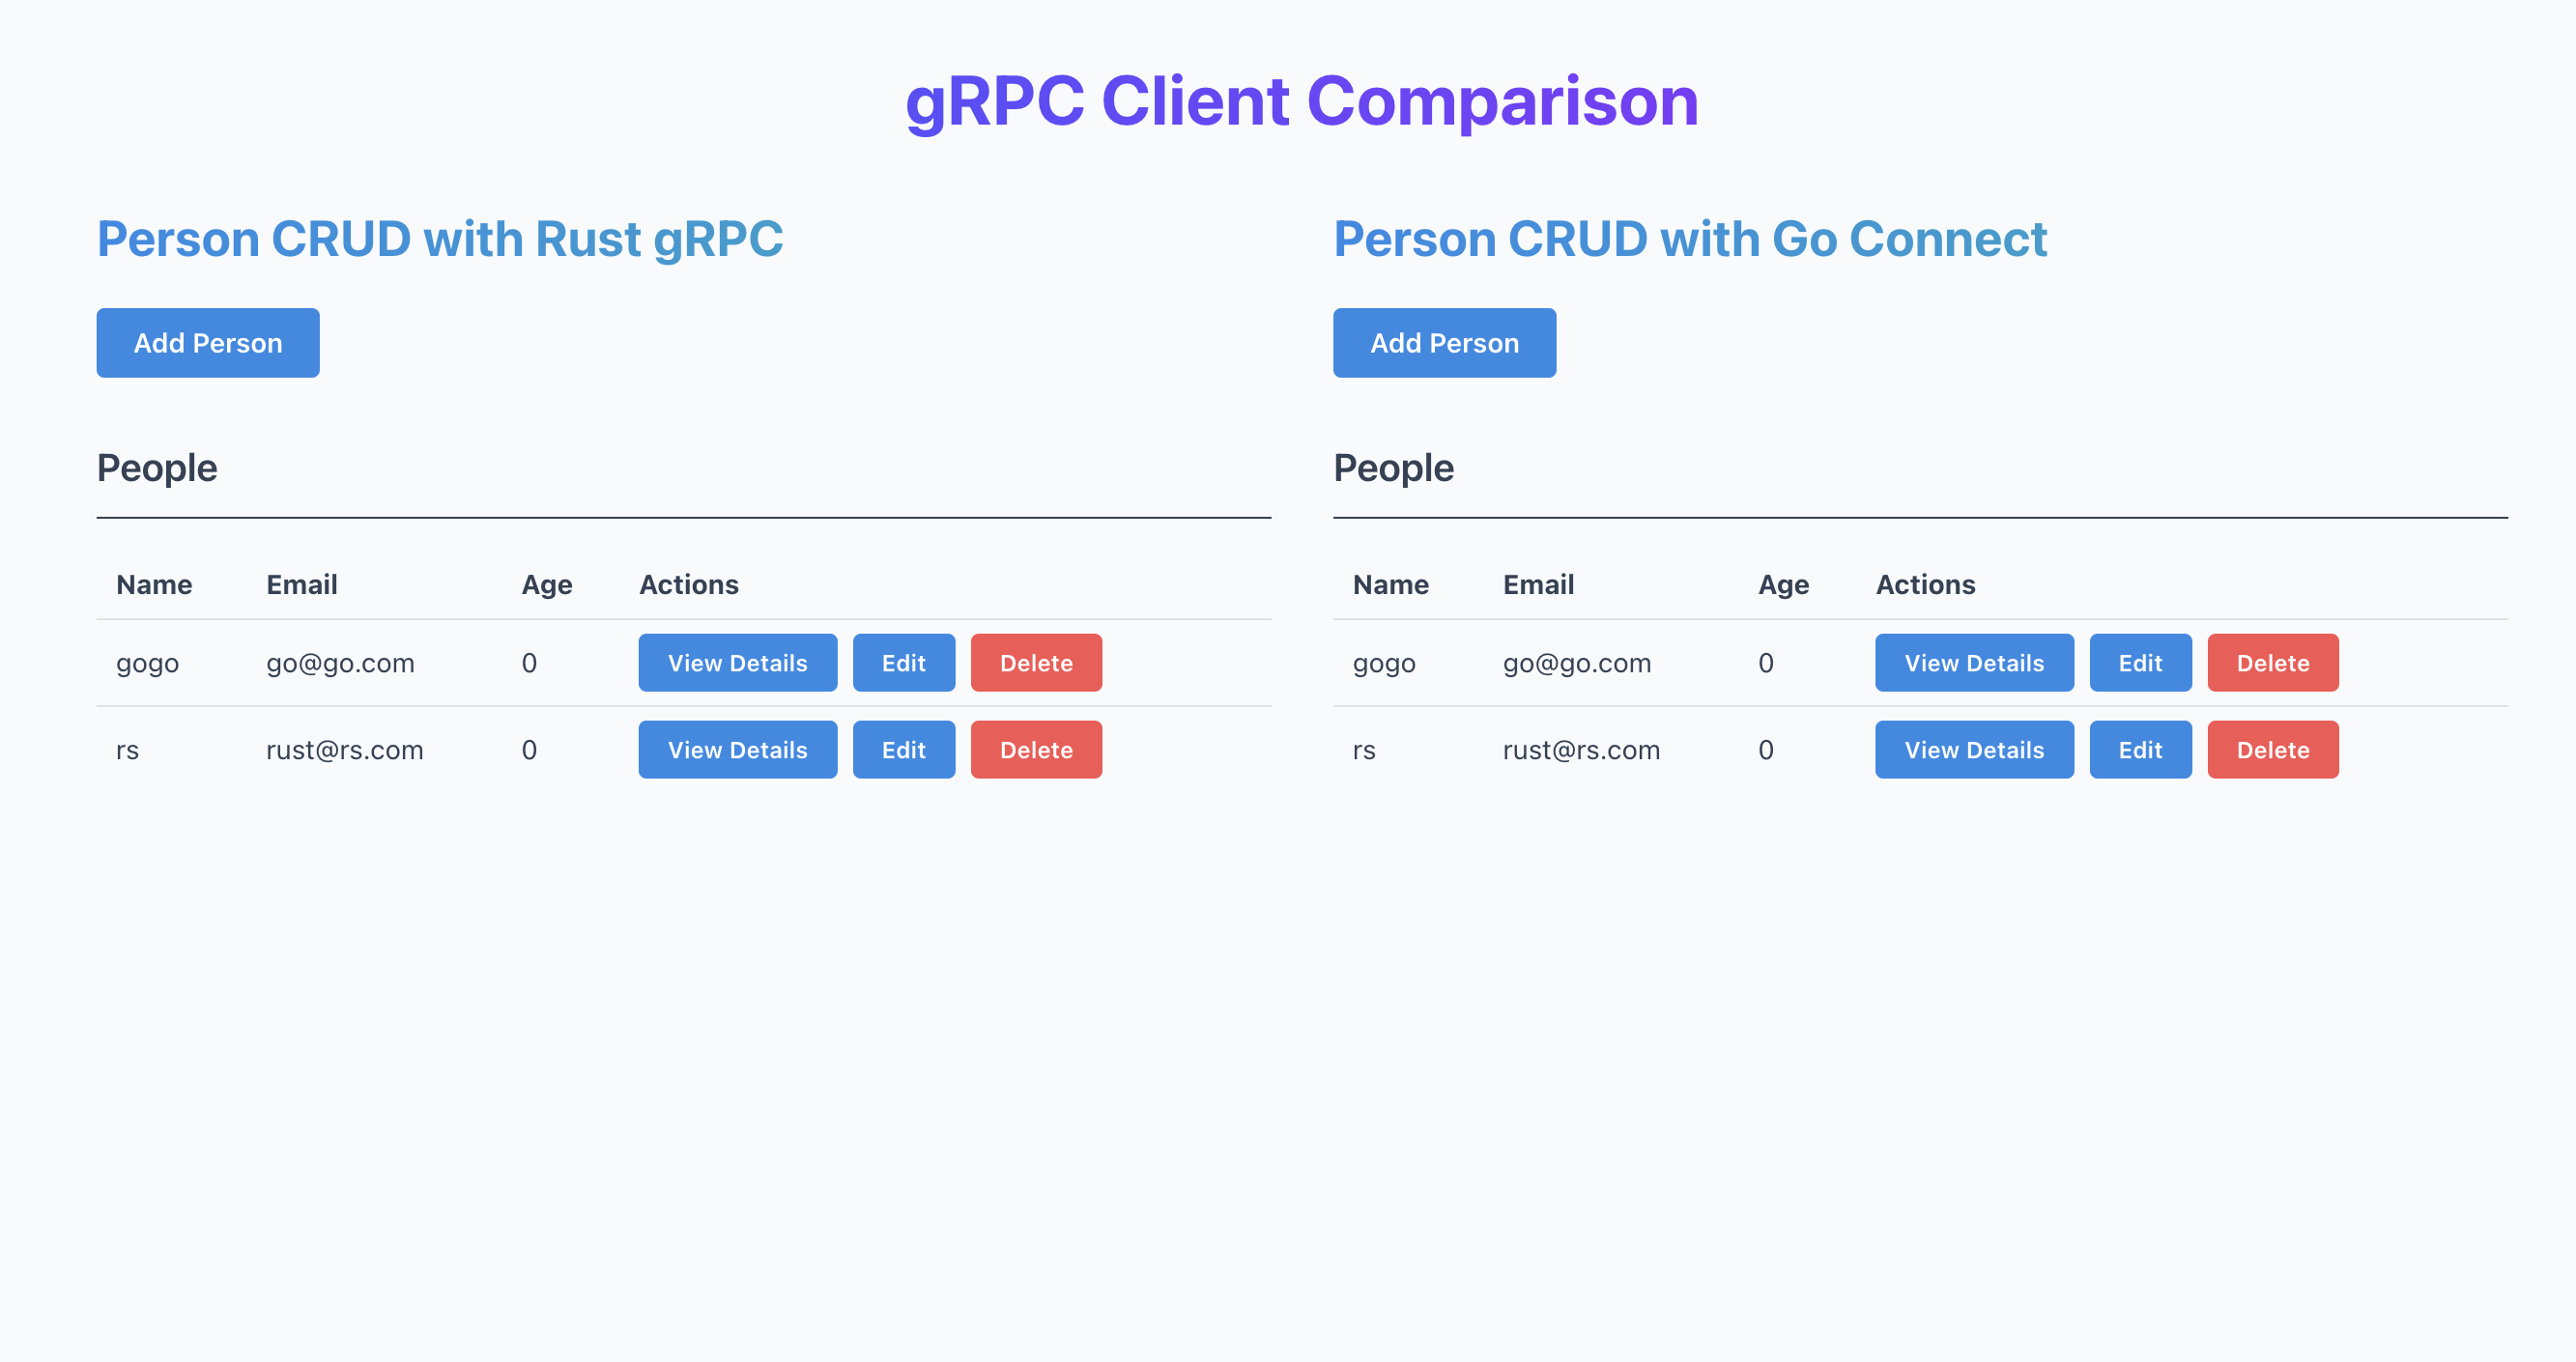 gRPC Client Comparison
Person CRUD with Rust gRPC
Add Person
People
Name Email Age Actions
gogo go@go.com 0 View Details Edit Delete
rs rust@rs.com 0 View Details Edit Delete
Person CRUD with Go Connect
Add Person
People
Name Email Age Actions
gogo go@go.com 0 View Details Edit Delete
rs rust@rs.com 0 View Details Edit Delete